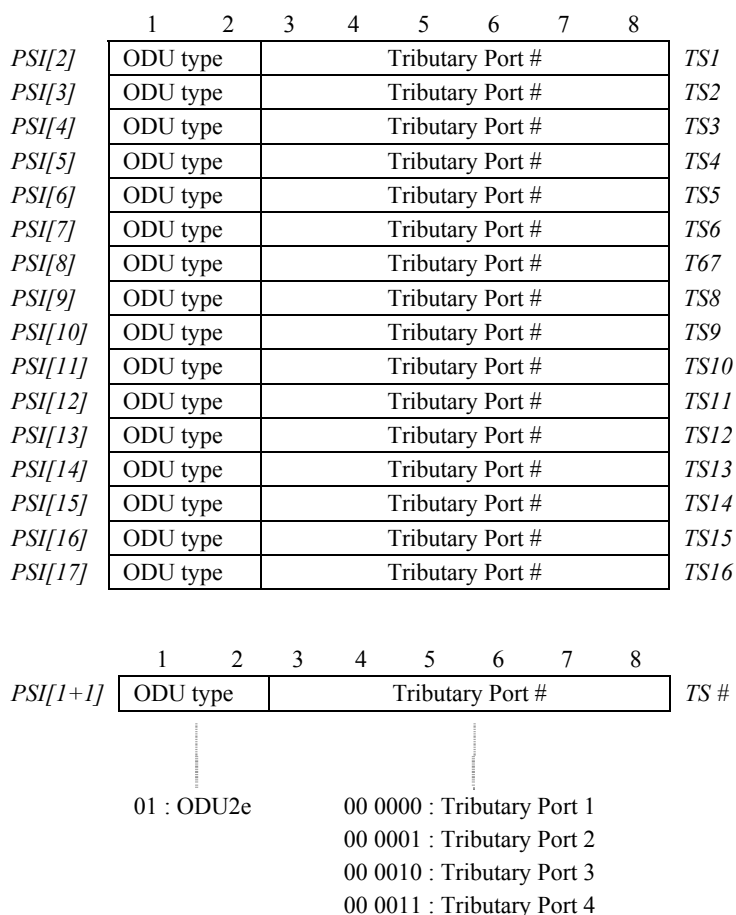 1 2 3 4 5 6 7 8
PSI[2] ODU type Tributary Port # TS1
PSI[3] ODU type Tributary Port # TS2
PSI[4] ODU type Tributary Port # TS3
PSI[5] ODU type Tributary Port # TS4
PSI[6] ODU type Tributary Port # TS5
PSI[7] ODU type Tributary Port # TS6
PSI[8] ODU type Tributary Port # T67
PSI[9] ODU type Tributary Port # TS8
PSI[10] ODU type Tributary Port # TS9
PSI[11] ODU type Tributary Port # TS10
PSI[12] ODU type Tributary Port # TS11
PSI[13] ODU type Tributary Port # TS12
PSI[14] ODU type Tributary Port # TS13
PSI[15] ODU type Tributary Port # TS14
PSI[16] ODU type Tributary Port # TS15
PSI[17] ODU type Tributary Port # TS16
1 2 3 4 5 6 7 8
PSI[1+1] ODU type Tributary Port # TS #
01 : ODU2e 00 0000 : Tributary Port 1
00 0001 : Tributary Port 2
00 0010 : Tributary Port 3
00 0011 : Tributary Port 4